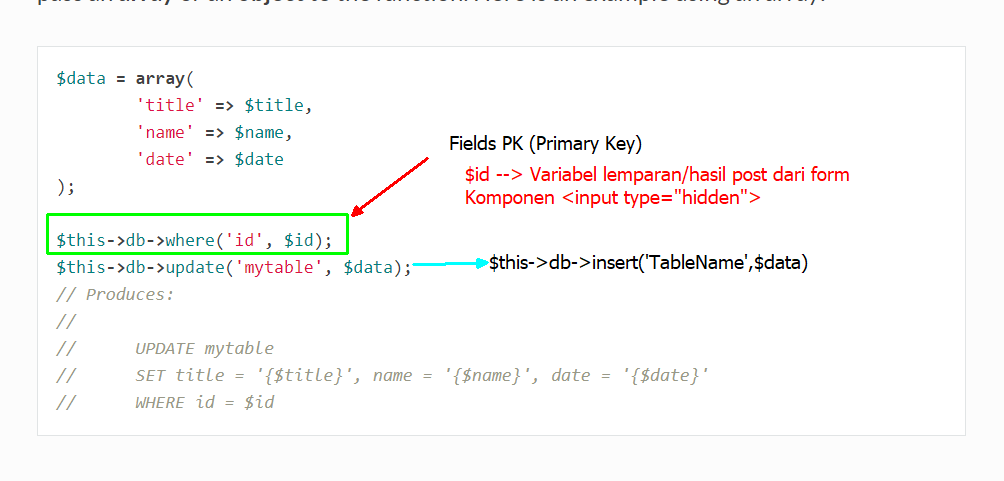 $data = array(
'title' => $title,
'name' => $name,
'date' => $date
);
Fields PK (Primary Key)
$id --> Variabel lemparan/hasil post dari form
Komponen <input type="hidden">
$this->db->where('id', $id);
$this->db->update('mytable', $data);
$this->db->insert('TableName',$data)
// Produces:
//
// UPDATE mytable
// SET title = '{$title}', name = '{$name}', date = '{$date}'
// WHERE id = $id